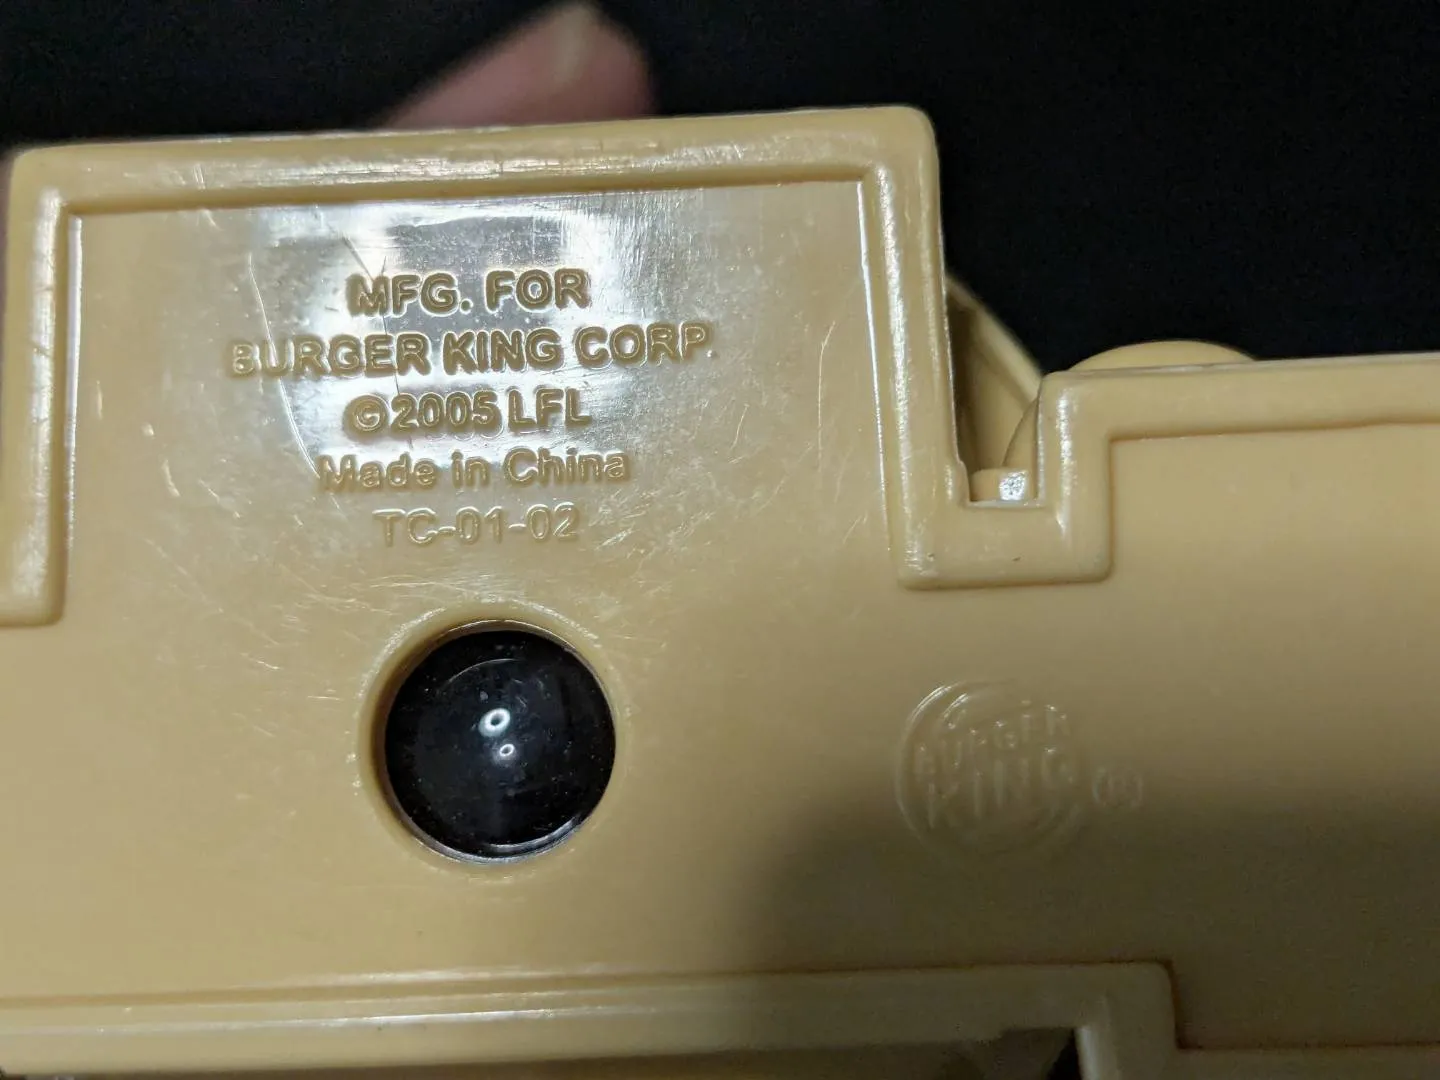 MFG. FOR
BURGER KING CORP.
©2005 LFL
Made in China
TC-01-02
BURGER
KING ®